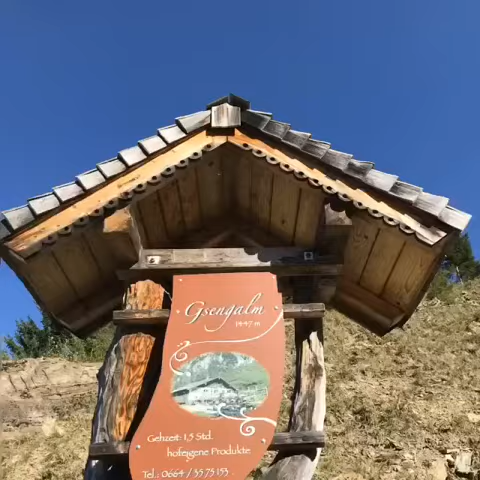 Gsengalm
1447 m
Gehzeit: 1,5 Std.
hofeigene Produkte
Tel.: 0664 / 35 75 153